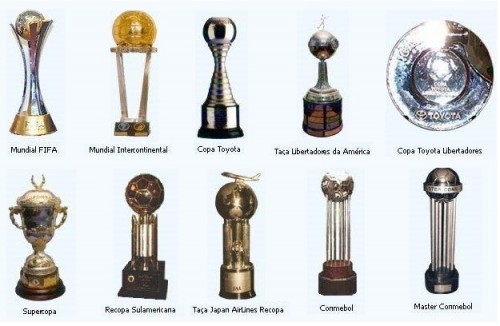 COPA
TOYOTA
Mundial FIFA
Mundial Intercontinental
Copa Toyota
Taça Libertadores da América
Copa Toyota Libertadores
Supercopa
Recopa Sulamericana
Taça Japan AirLines Recopa
Conmebol
Master Conmebol